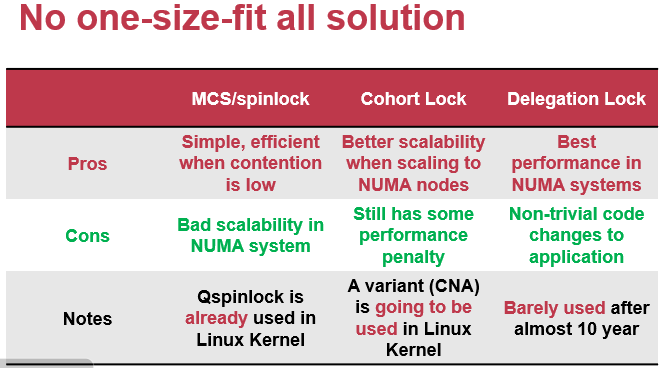 No one-size-fit all solution
MCS/spinlock Cohort Lock Delegation Lock
Pros
Simple, efficient
when contention
is low
Better scalability
when scaling to
NUMA nodes
Best
performance in
NUMA systems
Cons
Bad scalability in
NUMA system
Still has some
performance
penalty
Non-trivial code
changes to
application
Notes
Qspinlock is
already used in
Linux Kernel
A variant (CNA)
is going to be
used in Linux
Kernel
Barely used after
almost 10 year